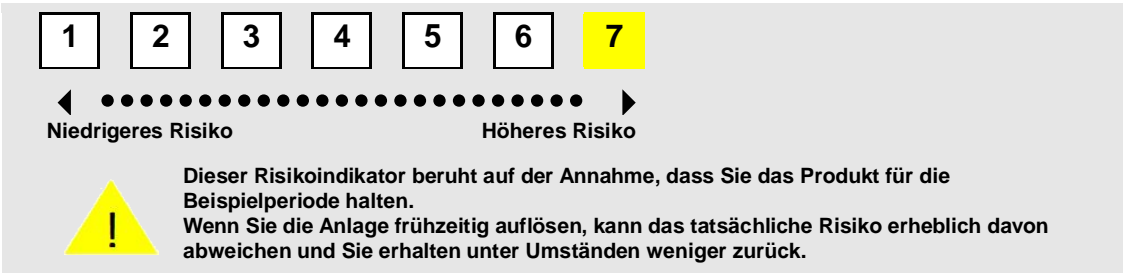 1 2 3 4 5 6 7
Niedrigeres Risiko Höheres Risiko
Dieser Risikoindikator beruht auf der Annahme, dass Sie das Produkt für die
Beispielperiode halten.
! Wenn Sie die Anlage frühzeitig auflösen, kann das tatsächliche Risiko erheblich davon
abweichen und Sie erhalten unter Umständen weniger zurück.